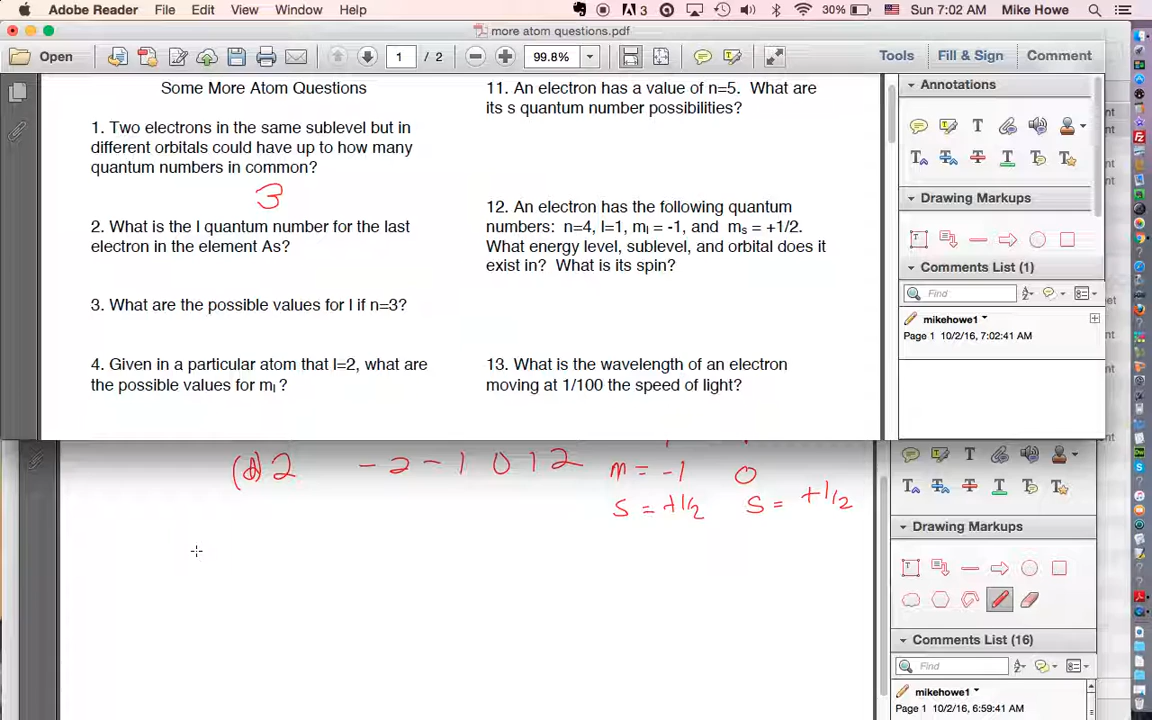 Adobe Reader File Edit View Window Help 3 30% Sun 7:02 AM Mike Howe
more atom questions.pdf
Open 1 / 2 99.8% Tools Fill & Sign Comment
Some More Atom Questions
1. Two electrons in the same sublevel but in
different orbitals could have up to how many
quantum numbers in common?
3
2. What is the l quantum number for the last
electron in the element As?
3. What are the possible values for l if n=3?
4. Given in a particular atom that l=2, what are
the possible values for ml ?
11. An electron has a value of n=5. What are
its s quantum number possibilities?
12. An electron has the following quantum
numbers: n=4, l=1, ml = -1, and ms = +1/2.
What energy level, sublevel, and orbital does it
exist in? What is its spin?
13. What is the wavelength of an electron
moving at 1/100 the speed of light?
Annotations
Drawing Markups
Comments List (1)
Find
mikehowe1
Page 1 10/2/16, 7:02:41 AM
(d) 2 -2 -1 0 1 2
m = -1 0
s = +1/2 s = +1/2
Drawing Markups
Comments List (16)
Find
mikehowe1
Page 1 10/2/16, 6:59:41 AM